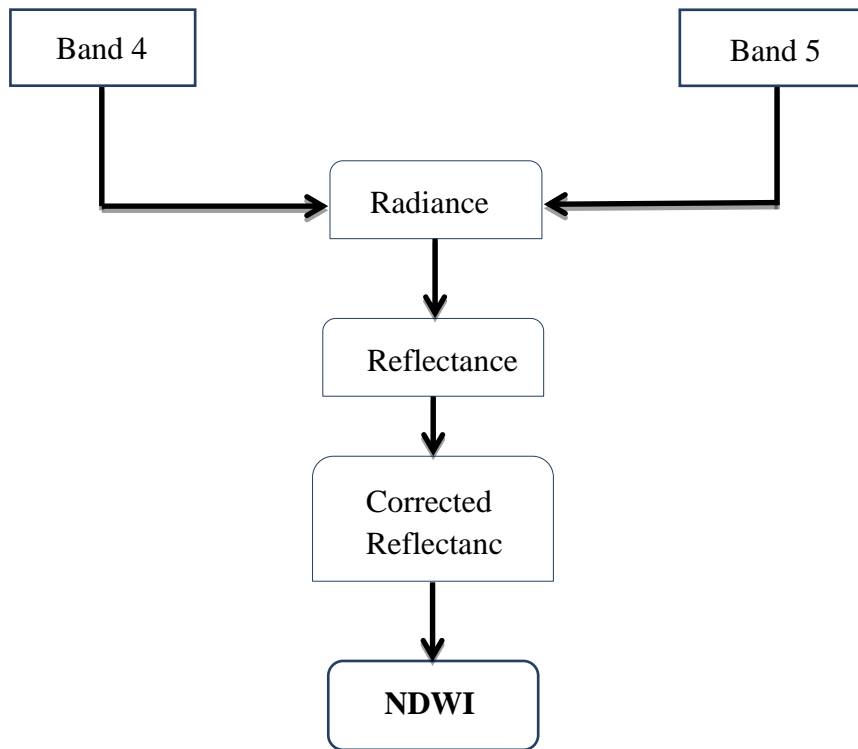 Band 4
Band 5
Radiance
Reflectance
Corrected
Reflectanc
NDWI